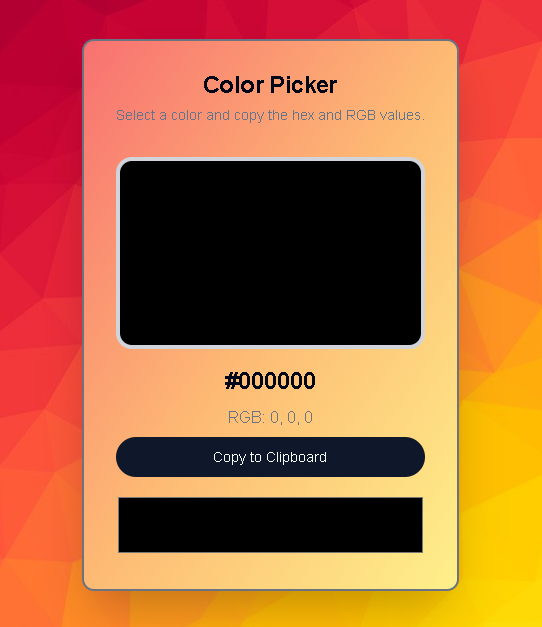 Color Picker
Select a color and copy the hex and RGB values.
#000000
RGB: 0, 0, 0
Copy to Clipboard